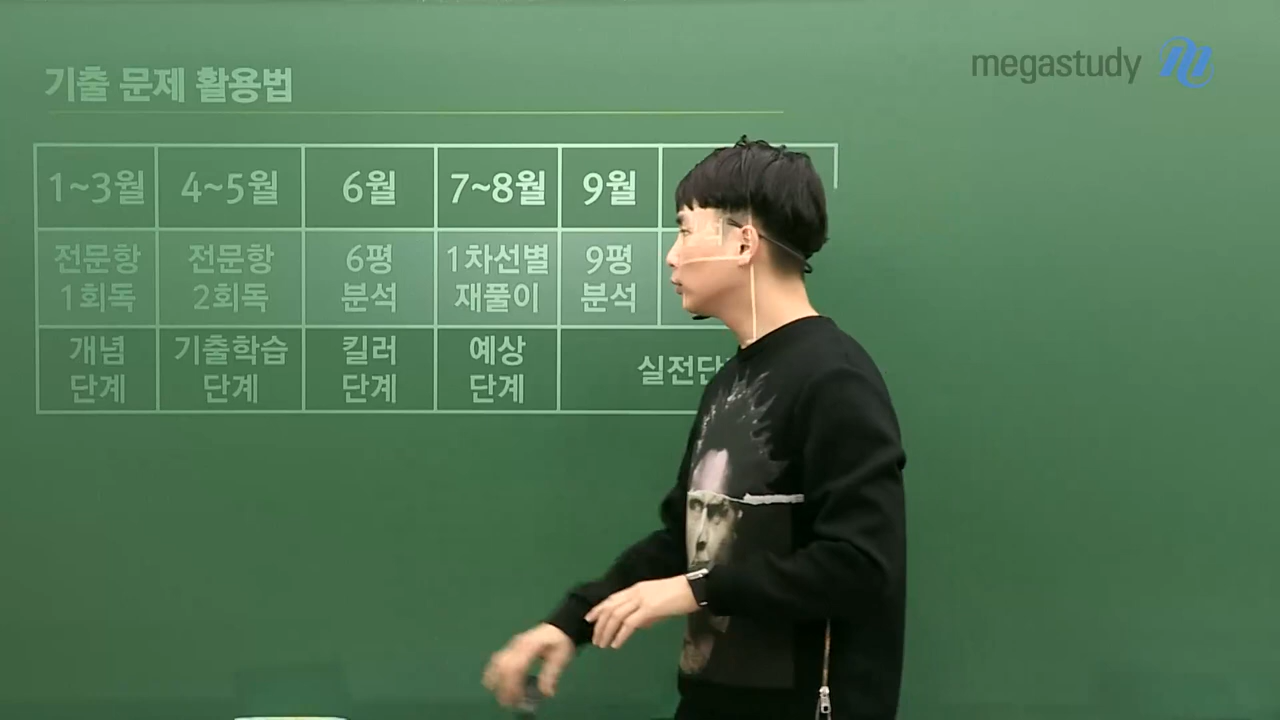 기출 문제 활용법
megastudy
1~3월 4~5월 6월 7~8월 9월
전문항 전문항 6평 1차선별 9평
1회독 2회독 분석 재풀이 분석
개념 기출학습 킬러 예상
실전단
단계 단계 단계 단계